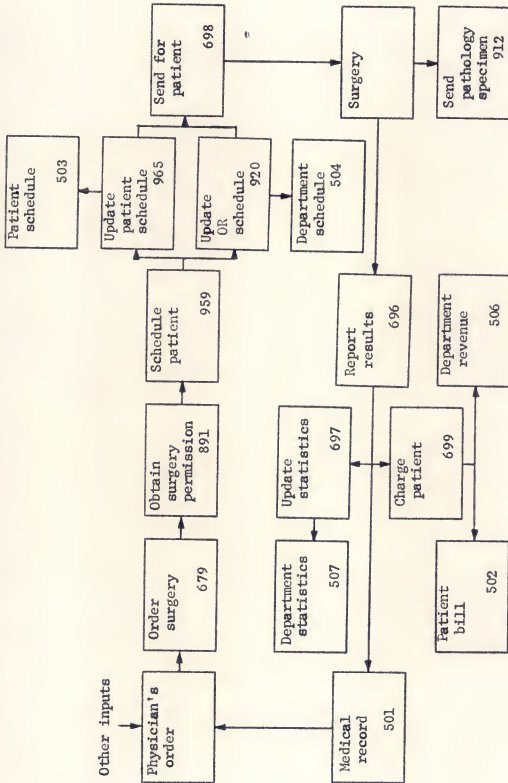 Other inputs
Physician's
order
Order
surgery
679
Obtain
surgery
permission
891
Schedule
patient
959
Patient
schedule
503
Update
patient
schedule
965
Update
OR
schedule
920
Department
schedule
504
Send for
patient
698
Surgery
Send
pathology
specimen
912
Report
results
696
Update
statistics
697
Department
statistics
507
Charge
patient
699
Department
revenue
506
Patient
bill
502
Medical
record
501